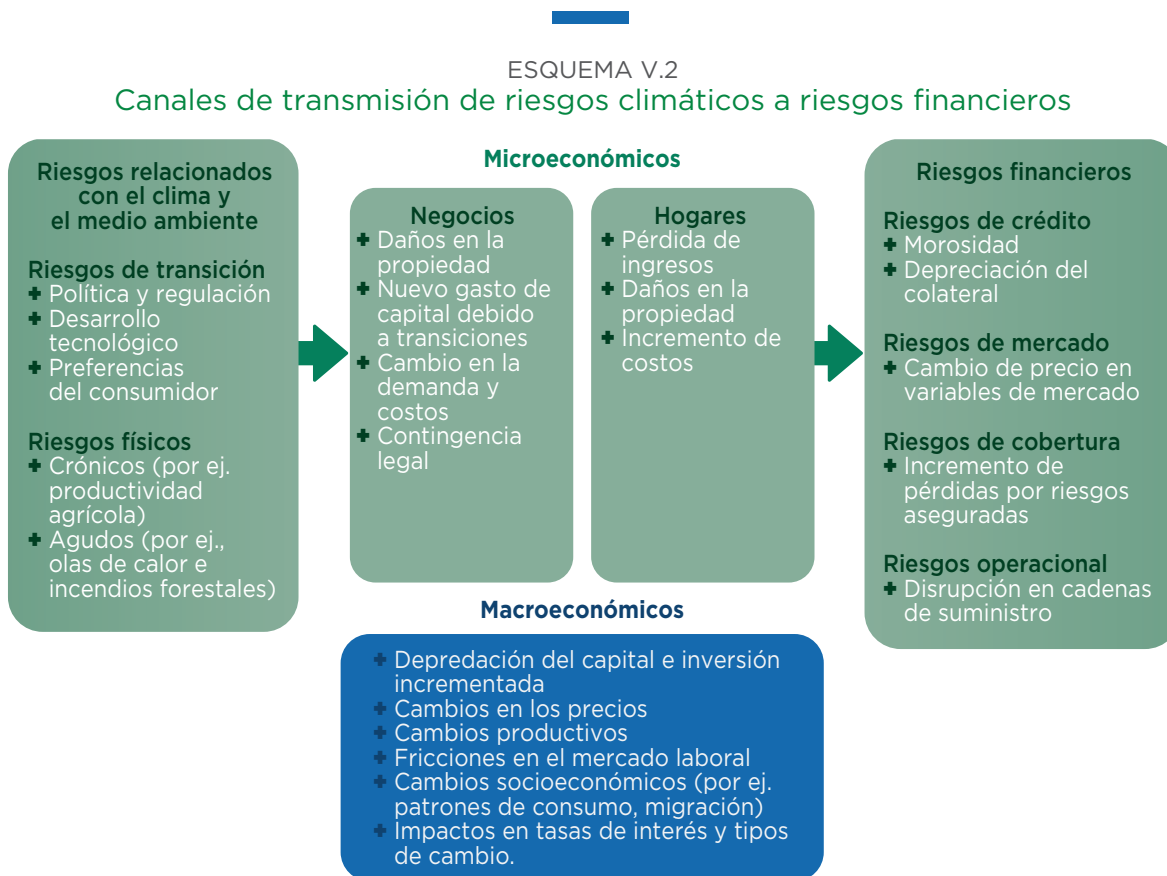 ESQUEMA V.2
Canales de transmisión de riesgos climáticos a riesgos financieros
Riesgos relacionados
con el clima y
el medio ambiente
Riesgos de transición
+ Política y regulación
+ Desarrollo
tecnológico
+ Preferencias
del consumidor
Riesgos físicos
+ Crónicos (por ej.
productividad
agrícola)
+ Agudos (por ej.,
olas de calor e
incendios forestales)
Microeconómicos
Negocios
+ Daños en la
propiedad
+ Nuevo gasto de
capital debido
a transiciones
+ Cambio en la
demanda y
costos
+ Contingencia
legal
Hogares
+ Pérdida de
ingresos
+ Daños en la
propiedad
+ Incremento de
costos
Macroeconómicos
+ Depredación del capital e inversión
incrementada
+ Cambios en los precios
+ Cambios productivos
+ Fricciones en el mercado laboral
+ Cambios socioeconómicos (por ej.
patrones de consumo, migración)
+ Impactos en tasas de interés y tipos
de cambio.
Riesgos financieros
Riesgos de crédito
+ Morosidad
+ Depreciación del
colateral
Riesgos de mercado
+ Cambio de precio en
variables de mercado
Riesgos de cobertura
+ Incremento de
pérdidas por riesgos
aseguradas
Riesgos operacional
+ Disrupción en cadenas
de suministro